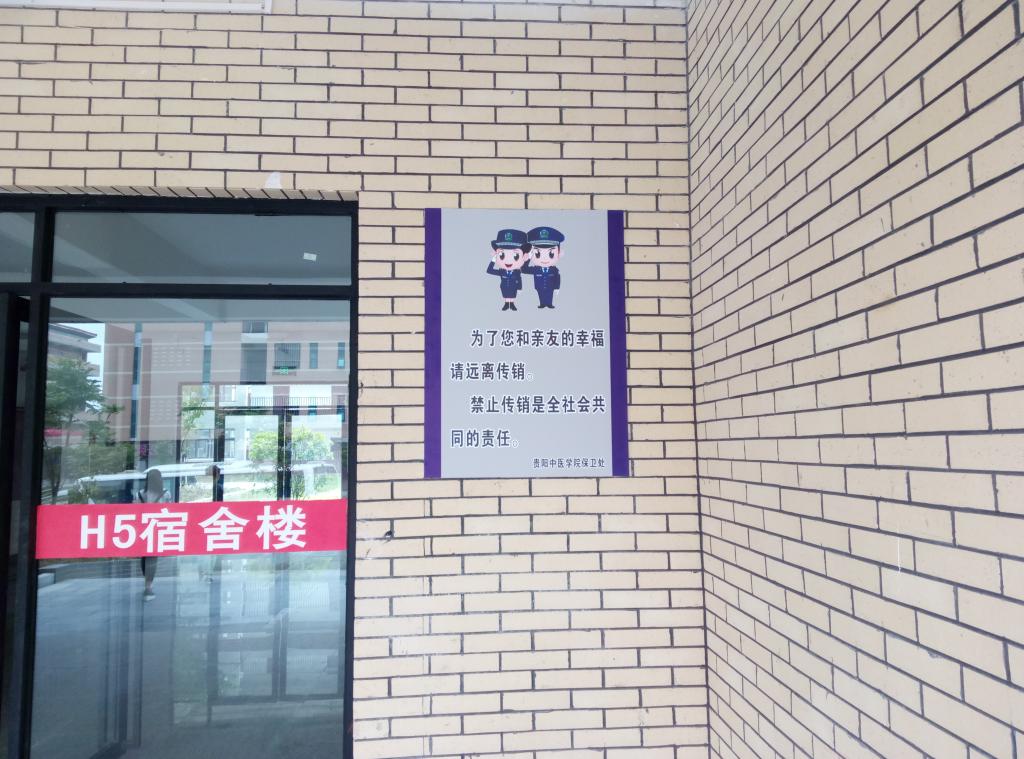 为了您和亲友的幸福
请远离传销。
禁止传销是全社会共
同的责任。
贵阳中医学院保卫处
H5宿舍楼